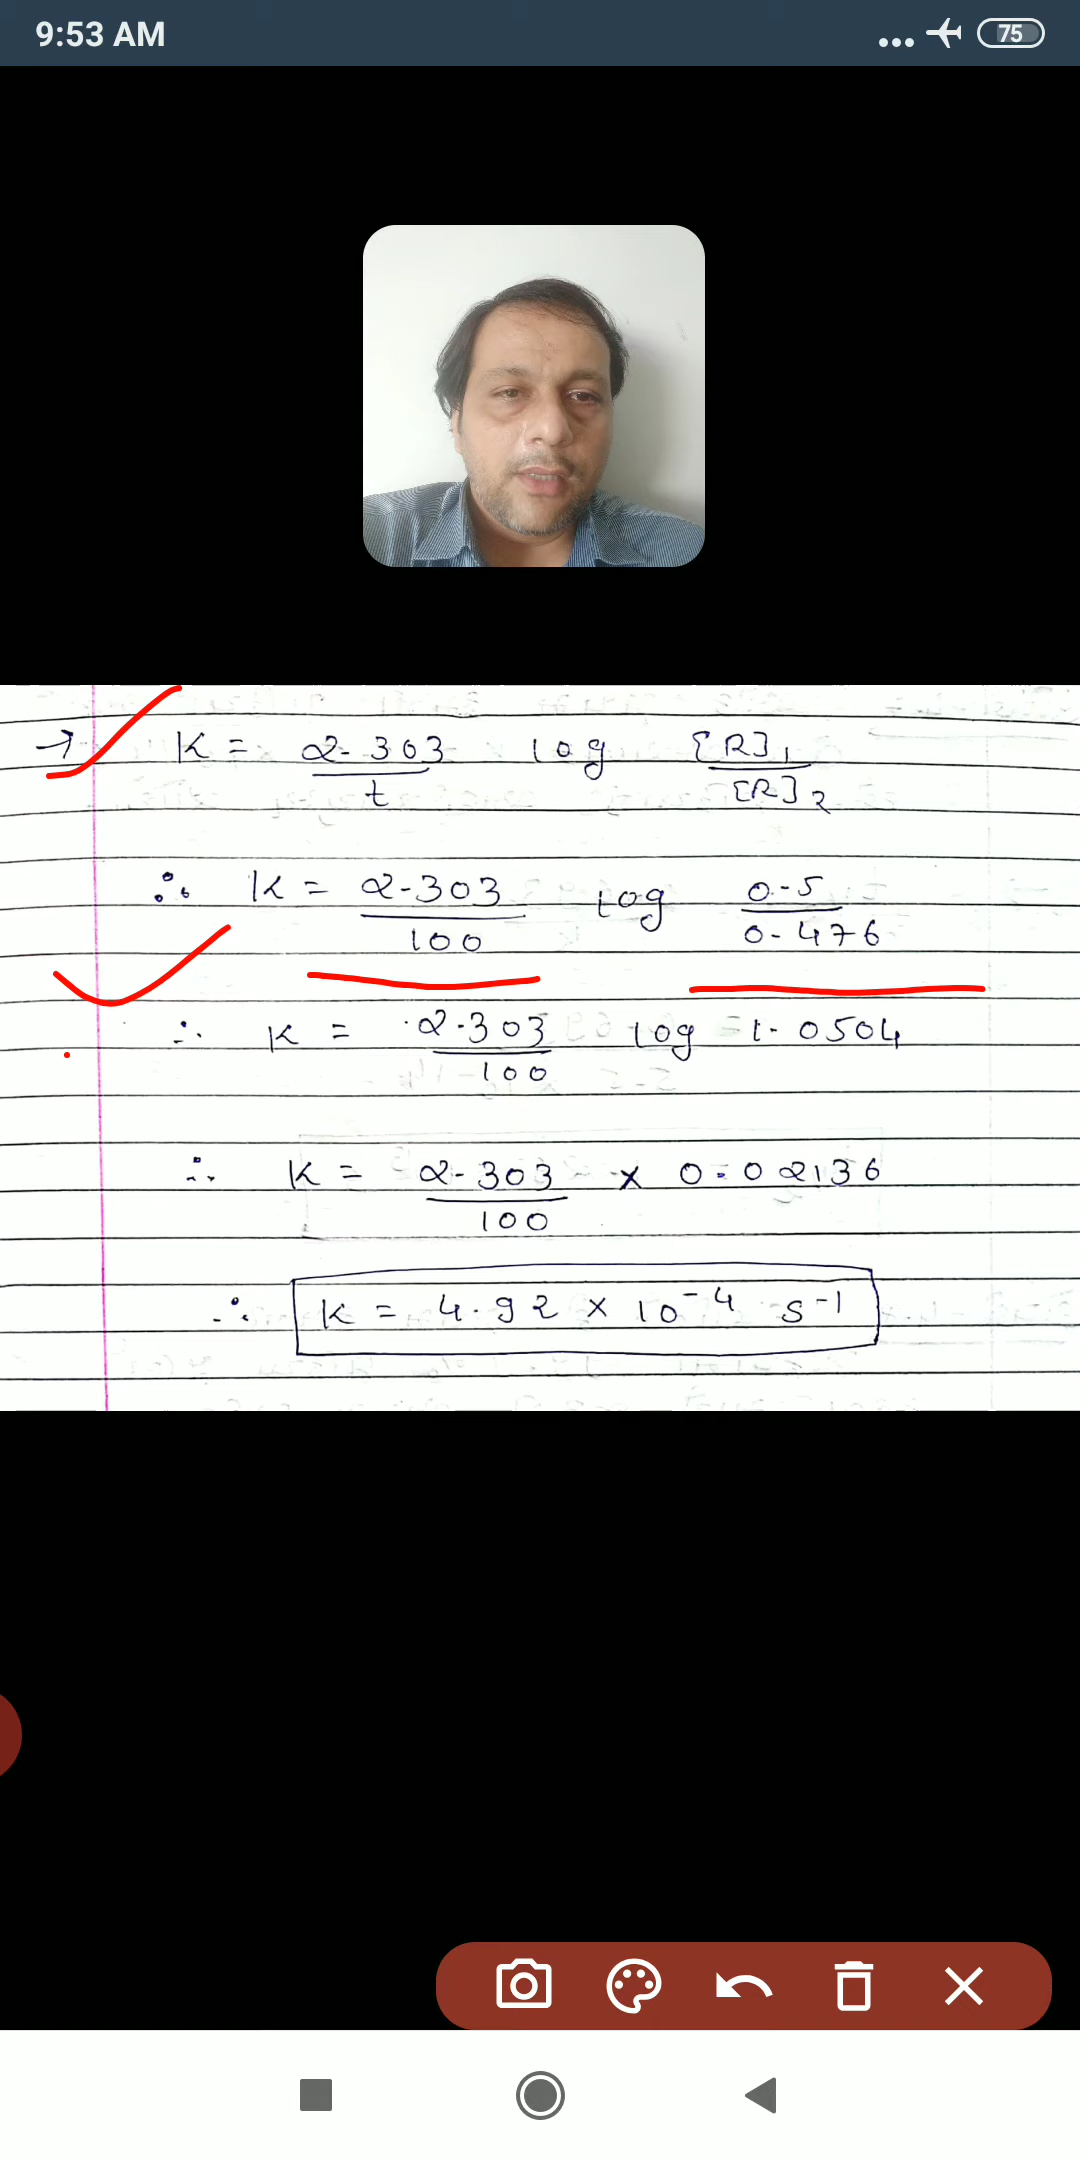 9:53 AM
75
→ K = 2.303 / t log [R]1 / [R]2
∴ K = 2.303 / 100 log 0.5 / 0.476
∴ K = 2.303 / 100 log 1.0504
∴ K = 2.303 / 100 × 0.02136
∴ K = 4.92 × 10⁻⁴ s⁻¹